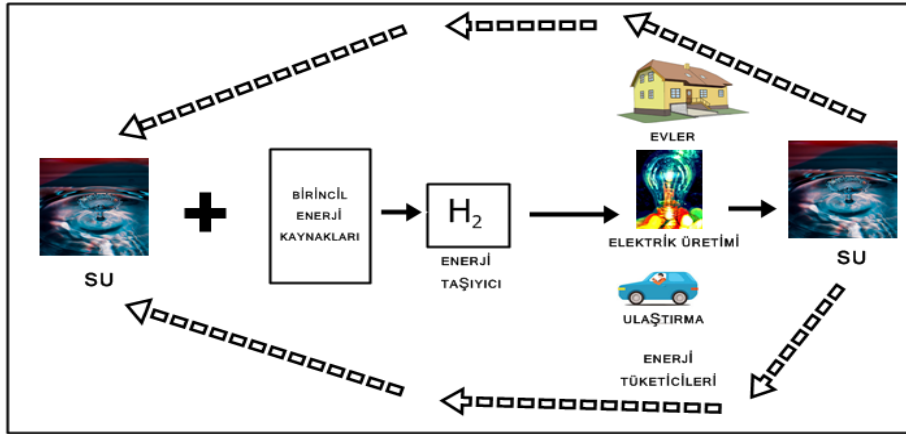 SU
BİRİNCİL
ENERJİ
KAYNAKLARI
H₂
ENERJİ
TAŞIYICI
EVLER
ELEKTRİK ÜRETİMİ
ULAŞTIRMA
ENERJİ
TÜKETİCİLERİ
SU